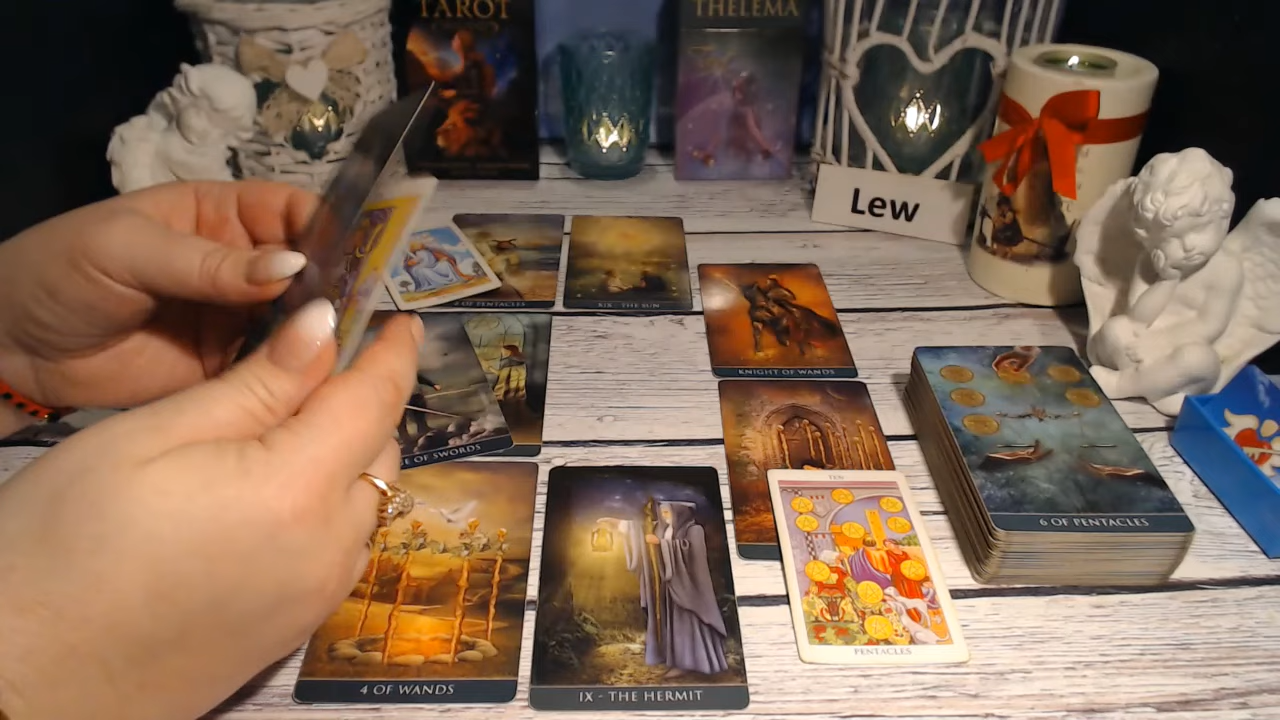 TAROT
THELEMA
Lew
4 OF PENTACLES
XIX - THE SUN
KNIGHT OF WANDS
E OF SWORDS
6 OF PENTACLES
TEN
PENTACLES
4 OF WANDS
IX - THE HERMIT